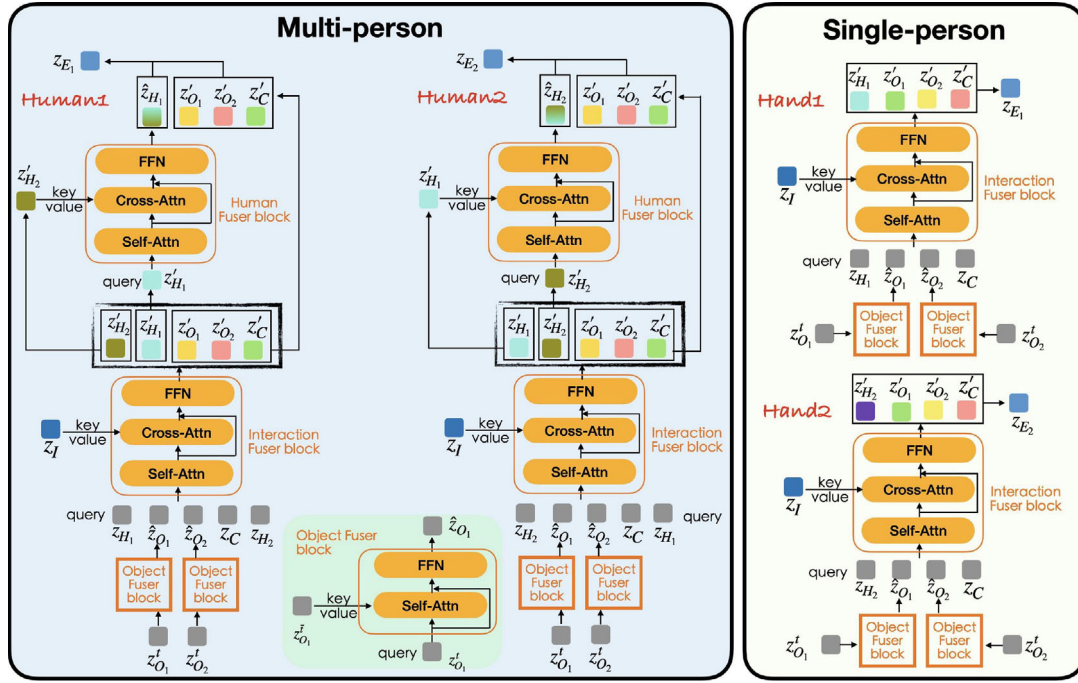 Multi-person
z_{E_1}
Human1
ẑ_{H_1} z'_{O_1} z'_{O_2} z'_C
FFN
z'_{H_2}
key
value
Cross-Attn
Human
Fuser block
Self-Attn
query z'_{H_1}
z'_{H_2} z'_{H_1} z'_{O_1} z'_{O_2} z'_C
FFN
z_I
key
value
Cross-Attn
Interaction
Fuser block
Self-Attn
query
z_{H_1} ẑ_{O_1} ẑ_{O_2} z_C z_{H_2}
Object
Fuser
block
Object
Fuser
block
z^t_{O_1} z^t_{O_2}
Object Fuser
block
ẑ_{O_1}
FFN
key
value
Self-Attn
z^{t̄}_{O_1}
query
z^t_{O_1}
z_{E_2}
Human2
ẑ_{H_2} z'_{O_1} z'_{O_2} z'_C
FFN
z'_{H_1}
key
value
Cross-Attn
Human
Fuser block
Self-Attn
query z'_{H_2}
z'_{H_1} z'_{H_2} z'_{O_1} z'_{O_2} z'_C
FFN
z_I
key
value
Cross-Attn
Interaction
Fuser block
Self-Attn
query
z_{H_2} ẑ_{O_1} ẑ_{O_2} z_C z_{H_1}
Object
Fuser
block
Object
Fuser
block
z^t_{O_1} z^t_{O_2}
Single-person
Hand1
z'_{H_1} z'_{O_1} z'_{O_2} z'_C
z_{E_1}
FFN
z_I
key
value
Cross-Attn
Interaction
Fuser block
Self-Attn
query
z_{H_1} ẑ_{O_1} ẑ_{O_2} z_C
z^t_{O_1}
Object
Fuser
block
Object
Fuser
block
z^t_{O_2}
Hand2
z'_{H_2} z'_{O_1} z'_{O_2} z'_C
z_{E_2}
FFN
z_I
key
value
Cross-Attn
Interaction
Fuser block
Self-Attn
query
z_{H_2} ẑ_{O_1} ẑ_{O_2} z_C
z^t_{O_1}
Object
Fuser
block
Object
Fuser
block
z^t_{O_2}